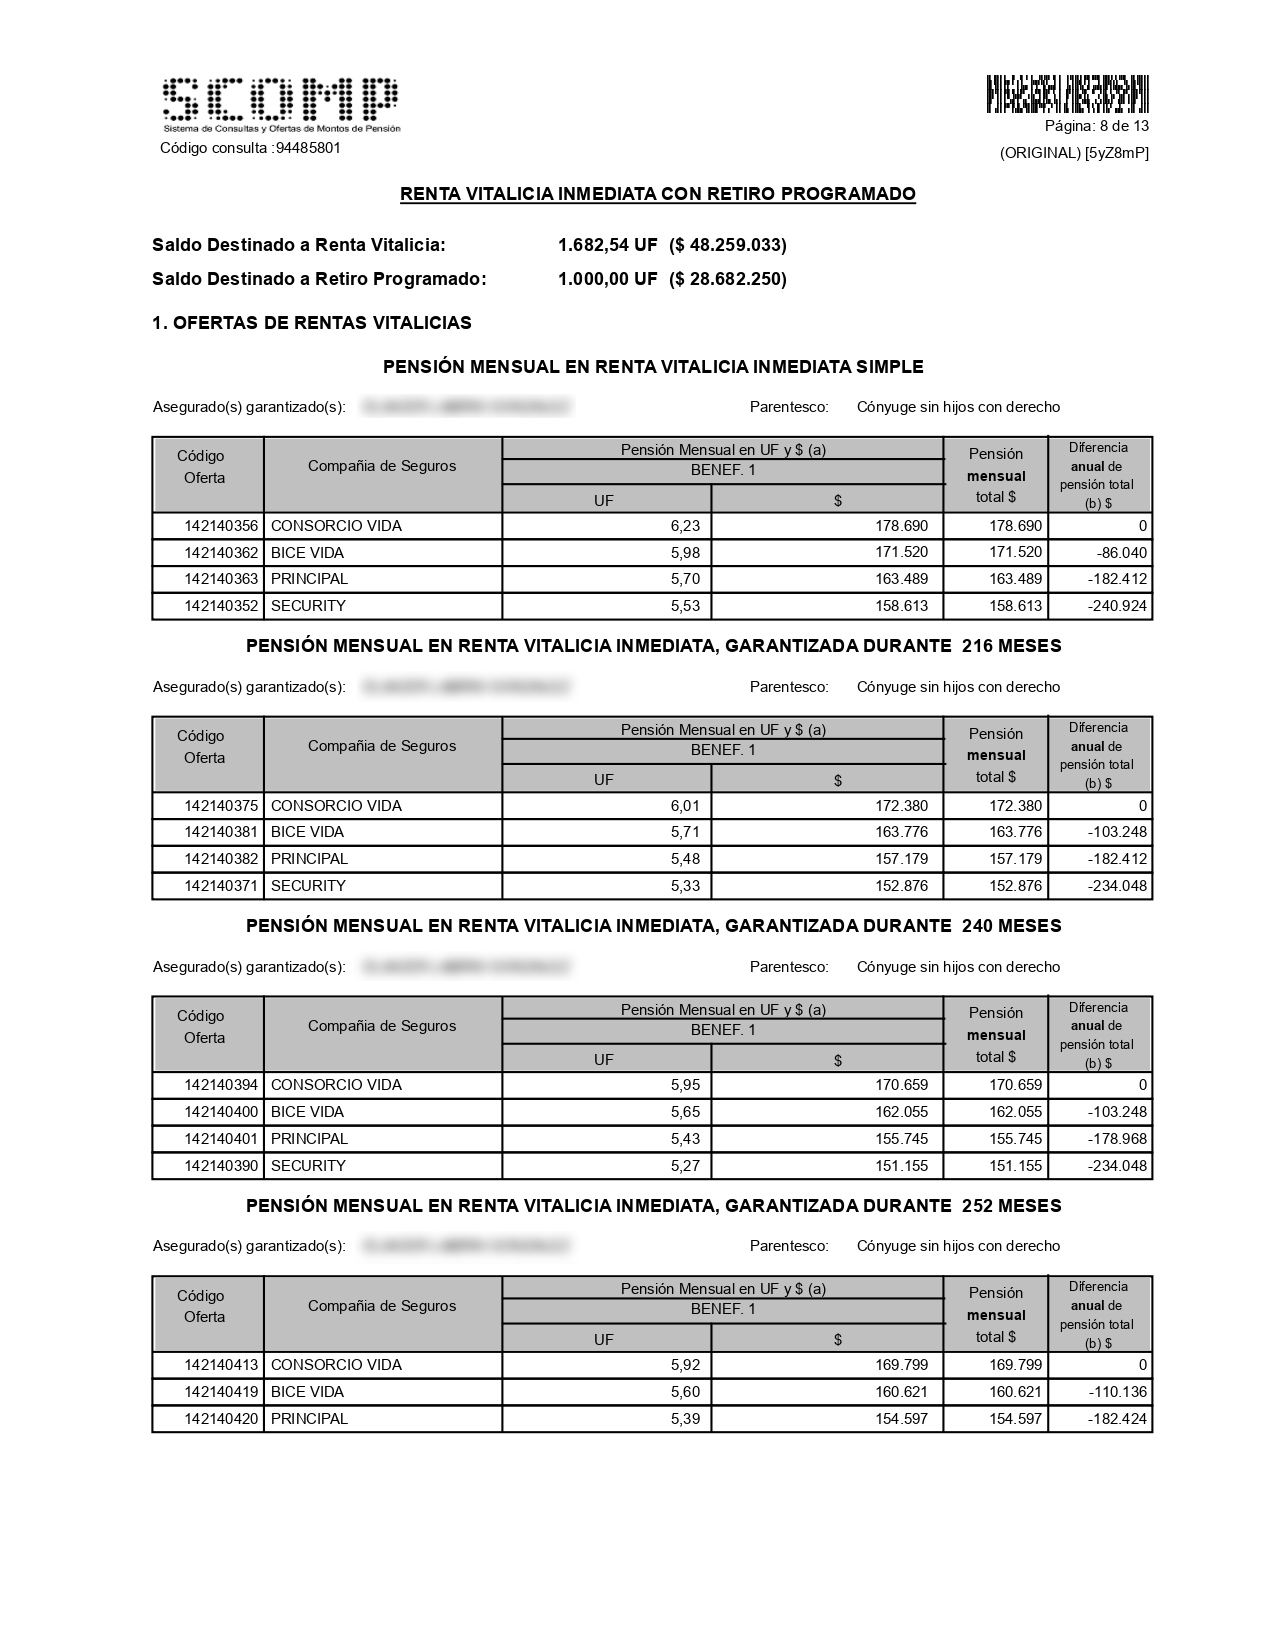 SCOMP
Sistema de Consultas y Ofertas de Montos de Pensión
Código consulta :94485801
Página: 8 de 13
(ORIGINAL) [5yZ8mP]
RENTA VITALICIA INMEDIATA CON RETIRO PROGRAMADO
Saldo Destinado a Renta Vitalicia: 1.682,54 UF ($ 48.259.033)
Saldo Destinado a Retiro Programado: 1.000,00 UF ($ 28.682.250)
1. OFERTAS DE RENTAS VITALICIAS
PENSIÓN MENSUAL EN RENTA VITALICIA INMEDIATA SIMPLE
Asegurado(s) garantizado(s): Parentesco: Cónyuge sin hijos con derecho
Código Oferta Compañia de Seguros Pensión Mensual en UF y $ (a) BENEF. 1 UF $ Pensión mensual total $ Diferencia anual de pensión total (b) $
142140356 CONSORCIO VIDA 6,23 178.690 178.690 0
142140362 BICE VIDA 5,98 171.520 171.520 -86.040
142140363 PRINCIPAL 5,70 163.489 163.489 -182.412
142140352 SECURITY 5,53 158.613 158.613 -240.924
PENSIÓN MENSUAL EN RENTA VITALICIA INMEDIATA, GARANTIZADA DURANTE 216 MESES
Asegurado(s) garantizado(s): Parentesco: Cónyuge sin hijos con derecho
Código Oferta Compañia de Seguros Pensión Mensual en UF y $ (a) BENEF. 1 UF $ Pensión mensual total $ Diferencia anual de pensión total (b) $
142140375 CONSORCIO VIDA 6,01 172.380 172.380 0
142140381 BICE VIDA 5,71 163.776 163.776 -103.248
142140382 PRINCIPAL 5,48 157.179 157.179 -182.412
142140371 SECURITY 5,33 152.876 152.876 -234.048
PENSIÓN MENSUAL EN RENTA VITALICIA INMEDIATA, GARANTIZADA DURANTE 240 MESES
Asegurado(s) garantizado(s): Parentesco: Cónyuge sin hijos con derecho
Código Oferta Compañia de Seguros Pensión Mensual en UF y $ (a) BENEF. 1 UF $ Pensión mensual total $ Diferencia anual de pensión total (b) $
142140394 CONSORCIO VIDA 5,95 170.659 170.659 0
142140400 BICE VIDA 5,65 162.055 162.055 -103.248
142140401 PRINCIPAL 5,43 155.745 155.745 -178.968
142140390 SECURITY 5,27 151.155 151.155 -234.048
PENSIÓN MENSUAL EN RENTA VITALICIA INMEDIATA, GARANTIZADA DURANTE 252 MESES
Asegurado(s) garantizado(s): Parentesco: Cónyuge sin hijos con derecho
Código Oferta Compañia de Seguros Pensión Mensual en UF y $ (a) BENEF. 1 UF $ Pensión mensual total $ Diferencia anual de pensión total (b) $
142140413 CONSORCIO VIDA 5,92 169.799 169.799 0
142140419 BICE VIDA 5,60 160.621 160.621 -110.136
142140420 PRINCIPAL 5,39 154.597 154.597 -182.424